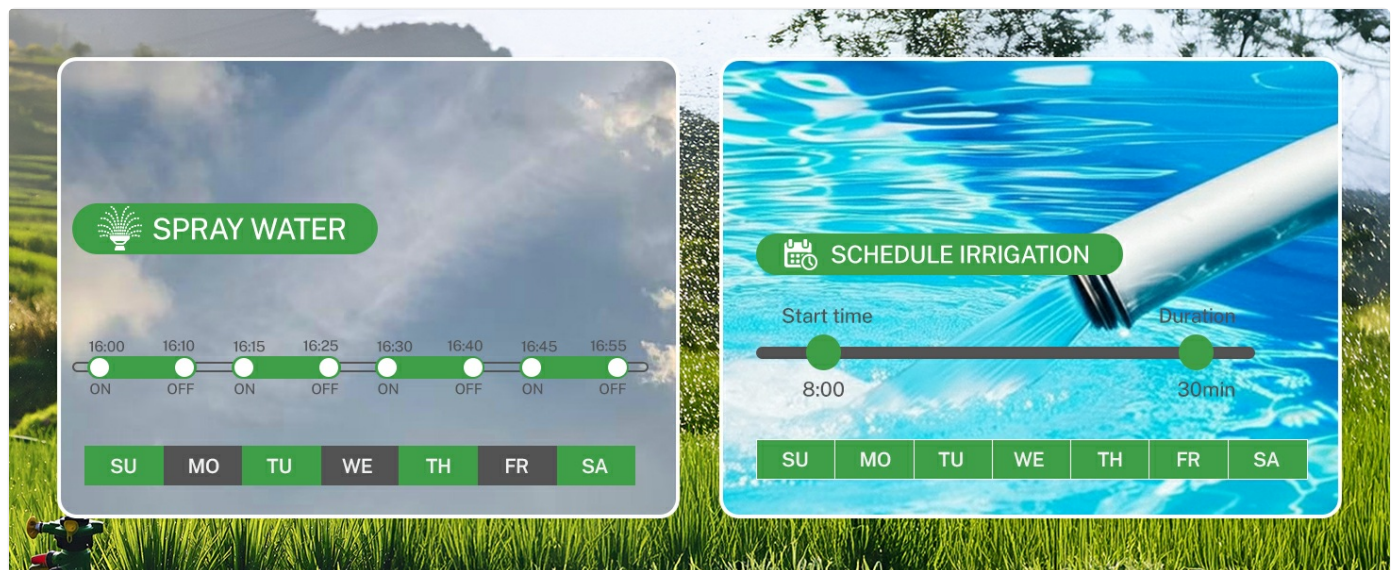 SPRAY WATER
16:00 16:10 16:15 16:25 16:30 16:40 16:45 16:55
ON OFF ON OFF ON OFF ON OFF
SU MO TU WE TH FR SA
SCHEDULE IRRIGATION
Start time Duration
8:00 30min
SU MO TU WE TH FR SA